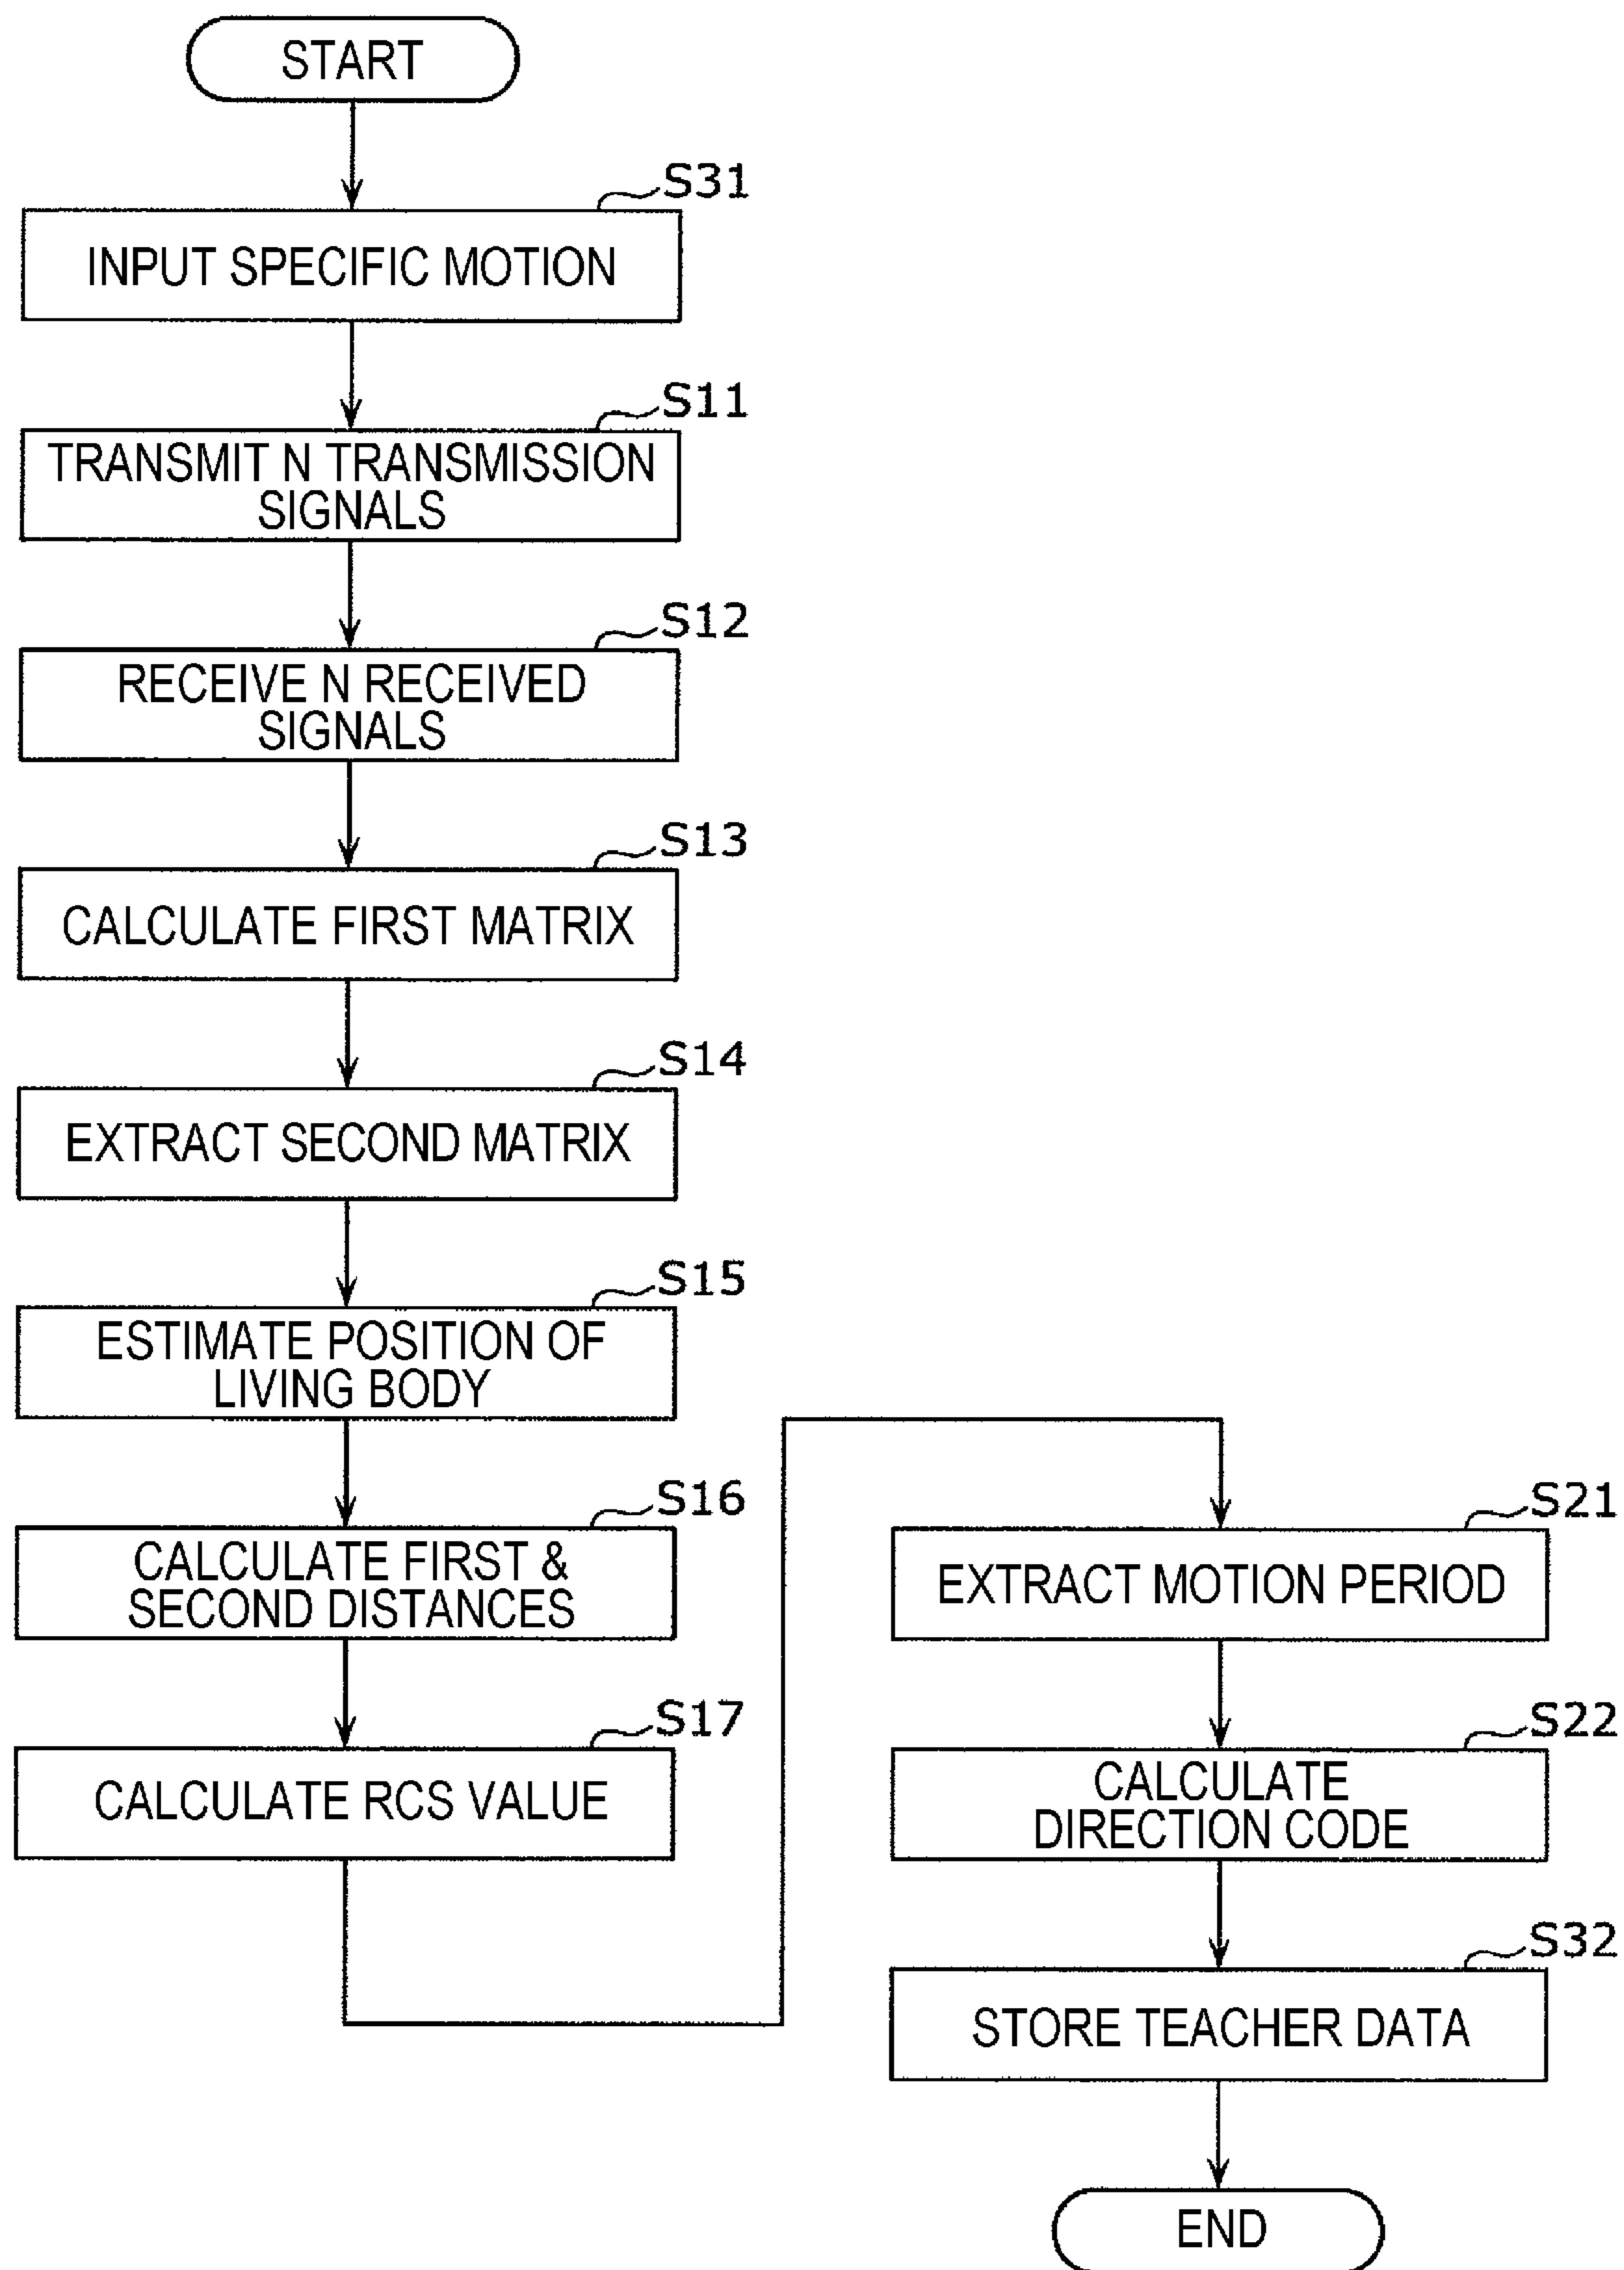 START
S31
INPUT SPECIFIC MOTION
S11
TRANSMIT N TRANSMISSION
SIGNALS
S12
RECEIVE N RECEIVED
SIGNALS
S13
CALCULATE FIRST MATRIX
S14
EXTRACT SECOND MATRIX
S15
ESTIMATE POSITION OF
LIVING BODY
S16
CALCULATE FIRST &
SECOND DISTANCES
S17
CALCULATE RCS VALUE
S21
EXTRACT MOTION PERIOD
S22
CALCULATE
DIRECTION CODE
S32
STORE TEACHER DATA
END